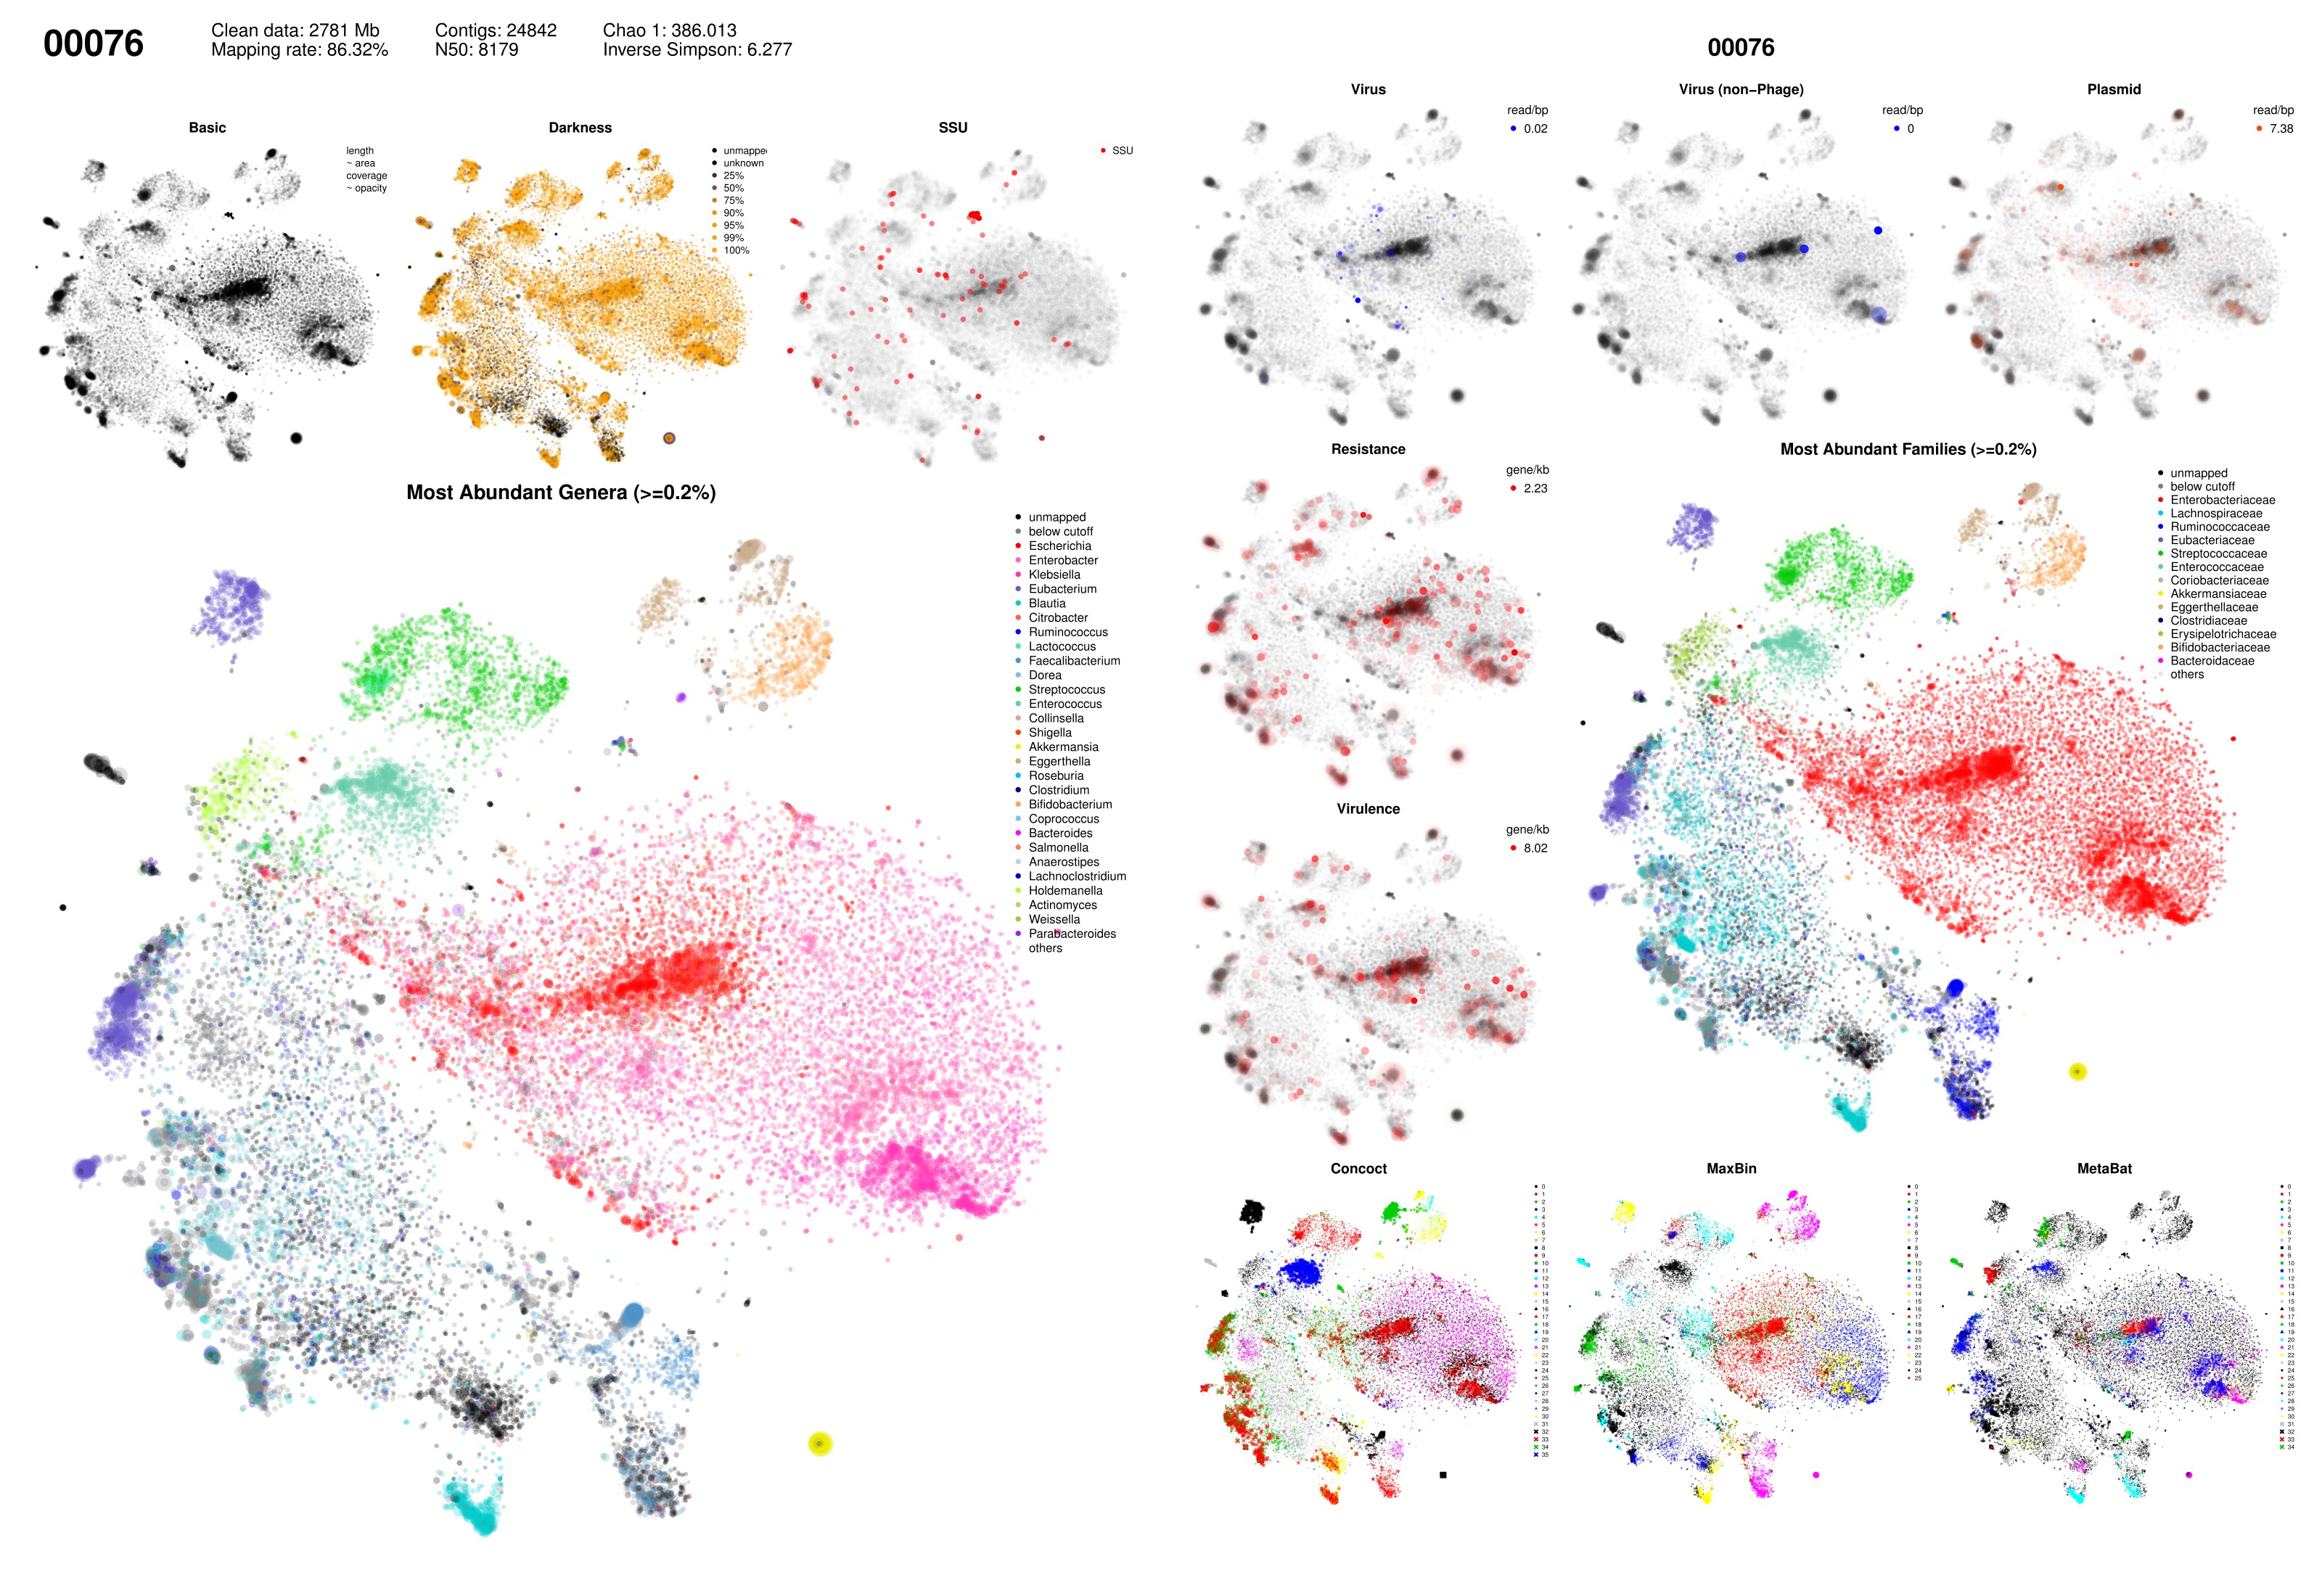 00076
Clean data: 2781 Mb
Mapping rate: 86.32%
Contigs: 24842
N50: 8179
Chao 1: 386.013
Inverse Simpson: 6.277
Basic
length
~ area
coverage
~ opacity
Darkness
unmapped
unknown
25%
50%
75%
90%
95%
99%
100%
SSU
SSU
Most Abundant Genera (>=0.2%)
unmapped
below cutoff
Escherichia
Enterobacter
Klebsiella
Eubacterium
Blautia
Citrobacter
Ruminococcus
Lactococcus
Faecalibacterium
Dorea
Streptococcus
Enterococcus
Collinsella
Shigella
Akkermansia
Eggerthella
Roseburia
Clostridium
Bifidobacterium
Coprococcus
Bacteroides
Salmonella
Anaerostipes
Lachnoclostridium
Holdemanella
Actinomyces
Weissella
Parabacteroides
others
00076
Virus
read/bp
0.02
Virus (non−Phage)
read/bp
0
Plasmid
read/bp
7.38
Resistance
gene/kb
2.23
Most Abundant Families (>=0.2%)
unmapped
below cutoff
Enterobacteriaceae
Lachnospiraceae
Ruminococcaceae
Eubacteriaceae
Streptococcaceae
Enterococcaceae
Coriobacteriaceae
Akkermansiaceae
Eggerthellaceae
Clostridiaceae
Erysipelotrichaceae
Bifidobacteriaceae
Bacteroidaceae
others
Virulence
gene/kb
8.02
Concoct
0
1
2
3
4
5
6
7
8
9
10
11
12
13
14
15
16
17
18
19
20
21
22
23
24
25
26
27
28
29
30
31
32
33
34
35
MaxBin
0
1
2
3
4
5
6
7
8
9
10
11
12
13
14
15
16
17
18
19
20
21
22
23
24
25
MetaBat
0
1
2
3
4
5
6
7
8
9
10
11
12
13
14
15
16
17
18
19
20
21
22
23
24
25
26
27
28
29
30
31
32
33
34